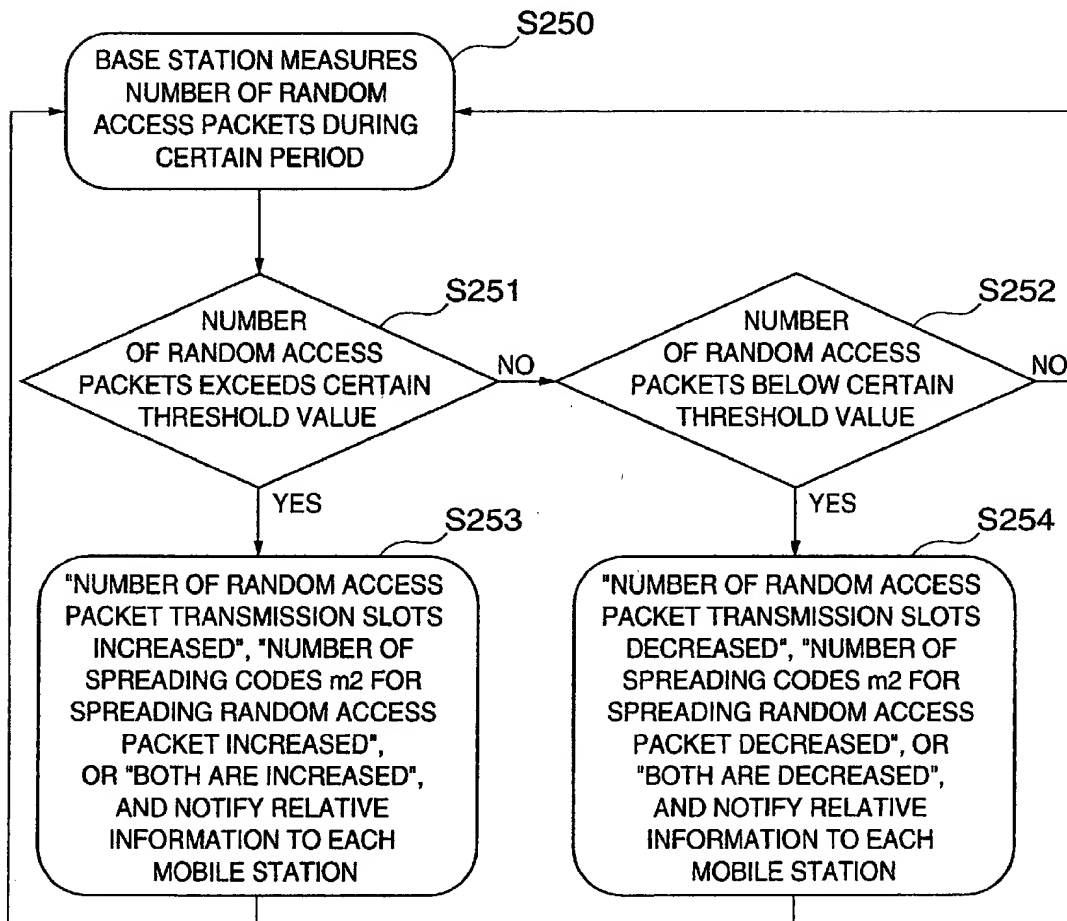 S250
BASE STATION MEASURES
NUMBER OF RANDOM
ACCESS PACKETS DURING
CERTAIN PERIOD
S251
NUMBER
OF RANDOM ACCESS
PACKETS EXCEEDS CERTAIN
THRESHOLD VALUE
NO
YES
S252
NUMBER
OF RANDOM ACCESS
PACKETS BELOW CERTAIN
THRESHOLD VALUE
NO
YES
S253
"NUMBER OF RANDOM ACCESS
PACKET TRANSMISSION SLOTS
INCREASED", "NUMBER OF
SPREADING CODES m2 FOR
SPREADING RANDOM ACCESS
PACKET INCREASED",
OR "BOTH ARE INCREASED",
AND NOTIFY RELATIVE
INFORMATION TO EACH
MOBILE STATION
S254
"NUMBER OF RANDOM ACCESS
PACKET TRANSMISSION SLOTS
DECREASED", "NUMBER OF
SPREADING CODES m2 FOR
SPREADING RANDOM ACCESS
PACKET DECREASED", OR
"BOTH ARE DECREASED",
AND NOTIFY RELATIVE
INFORMATION TO EACH
MOBILE STATION